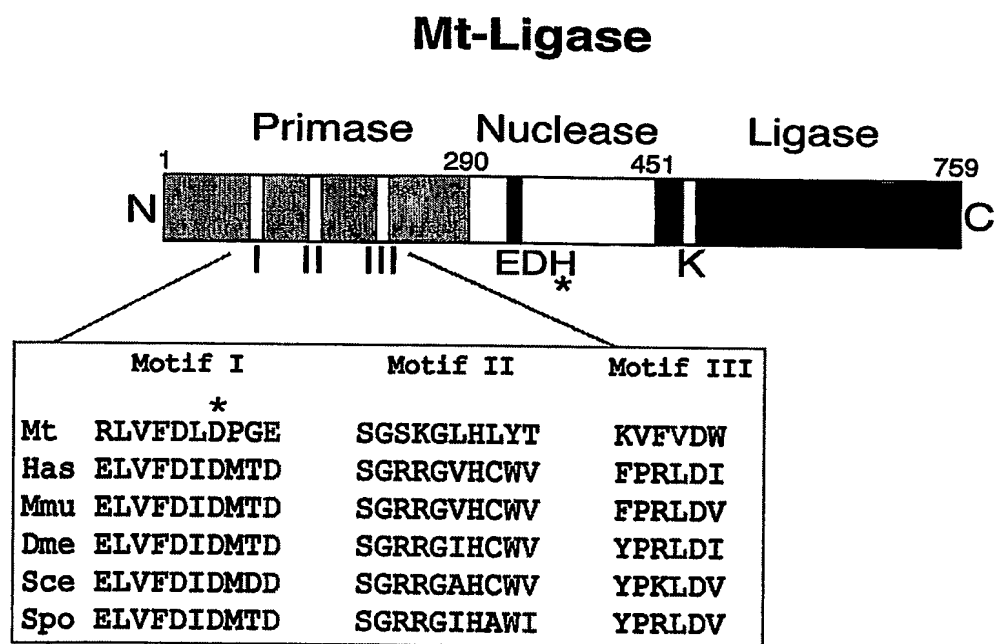 Mt-Ligase
Primase Nuclease Ligase
1 290 451 759
N C
I II III EDH K
*
Motif I Motif II Motif III
*
Mt RLVFDLDPGE SGSKGLHLYT KVFVDW
Has ELVFDIDMTD SGRRGVHCWV FPRLDI
Mmu ELVFDIDMTD SGRRGVHCWV FPRLDV
Dme ELVFDIDMTD SGRRGIHCWV YPRLDI
Sce ELVFDIDMDD SGRRGAHCWV YPKLDV
Spo ELVFDIDMTD SGRRGIHAWI YPRLDV